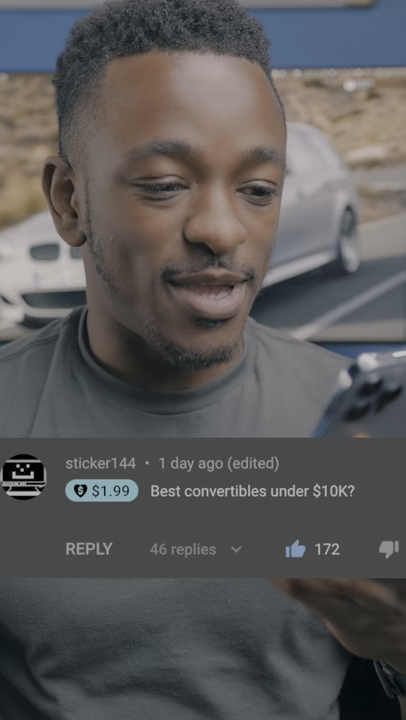 sticker144 • 1 day ago (edited)
$1.99 Best convertibles under $10K?
REPLY 46 replies 172